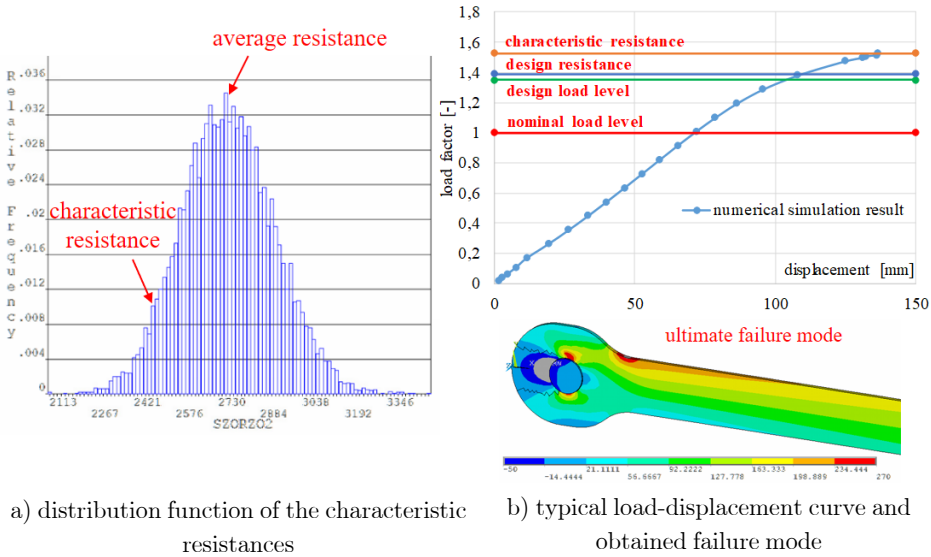 average resistance
characteristic
resistance
Relative Frequency
.036
.032
.028
.024
.02
.016
.012
.008
.004
0
2113 2421 2730 3038 3346
2267 2576 2884 3192
SZORZO2
a) distribution function of the characteristic
resistances
load factor [-]
1,8
1,6
1,4
1,2
1
0,8
0,6
0,4
0,2
0
characteristic resistance
design resistance
design load level
nominal load level
numerical simulation result
displacement [mm]
0 50 100 150
ultimate failure mode
-50 21.1111 92.2222 163.333 234.444
-14.4444 56.6667 127.778 198.889 270
b) typical load-displacement curve and
obtained failure mode